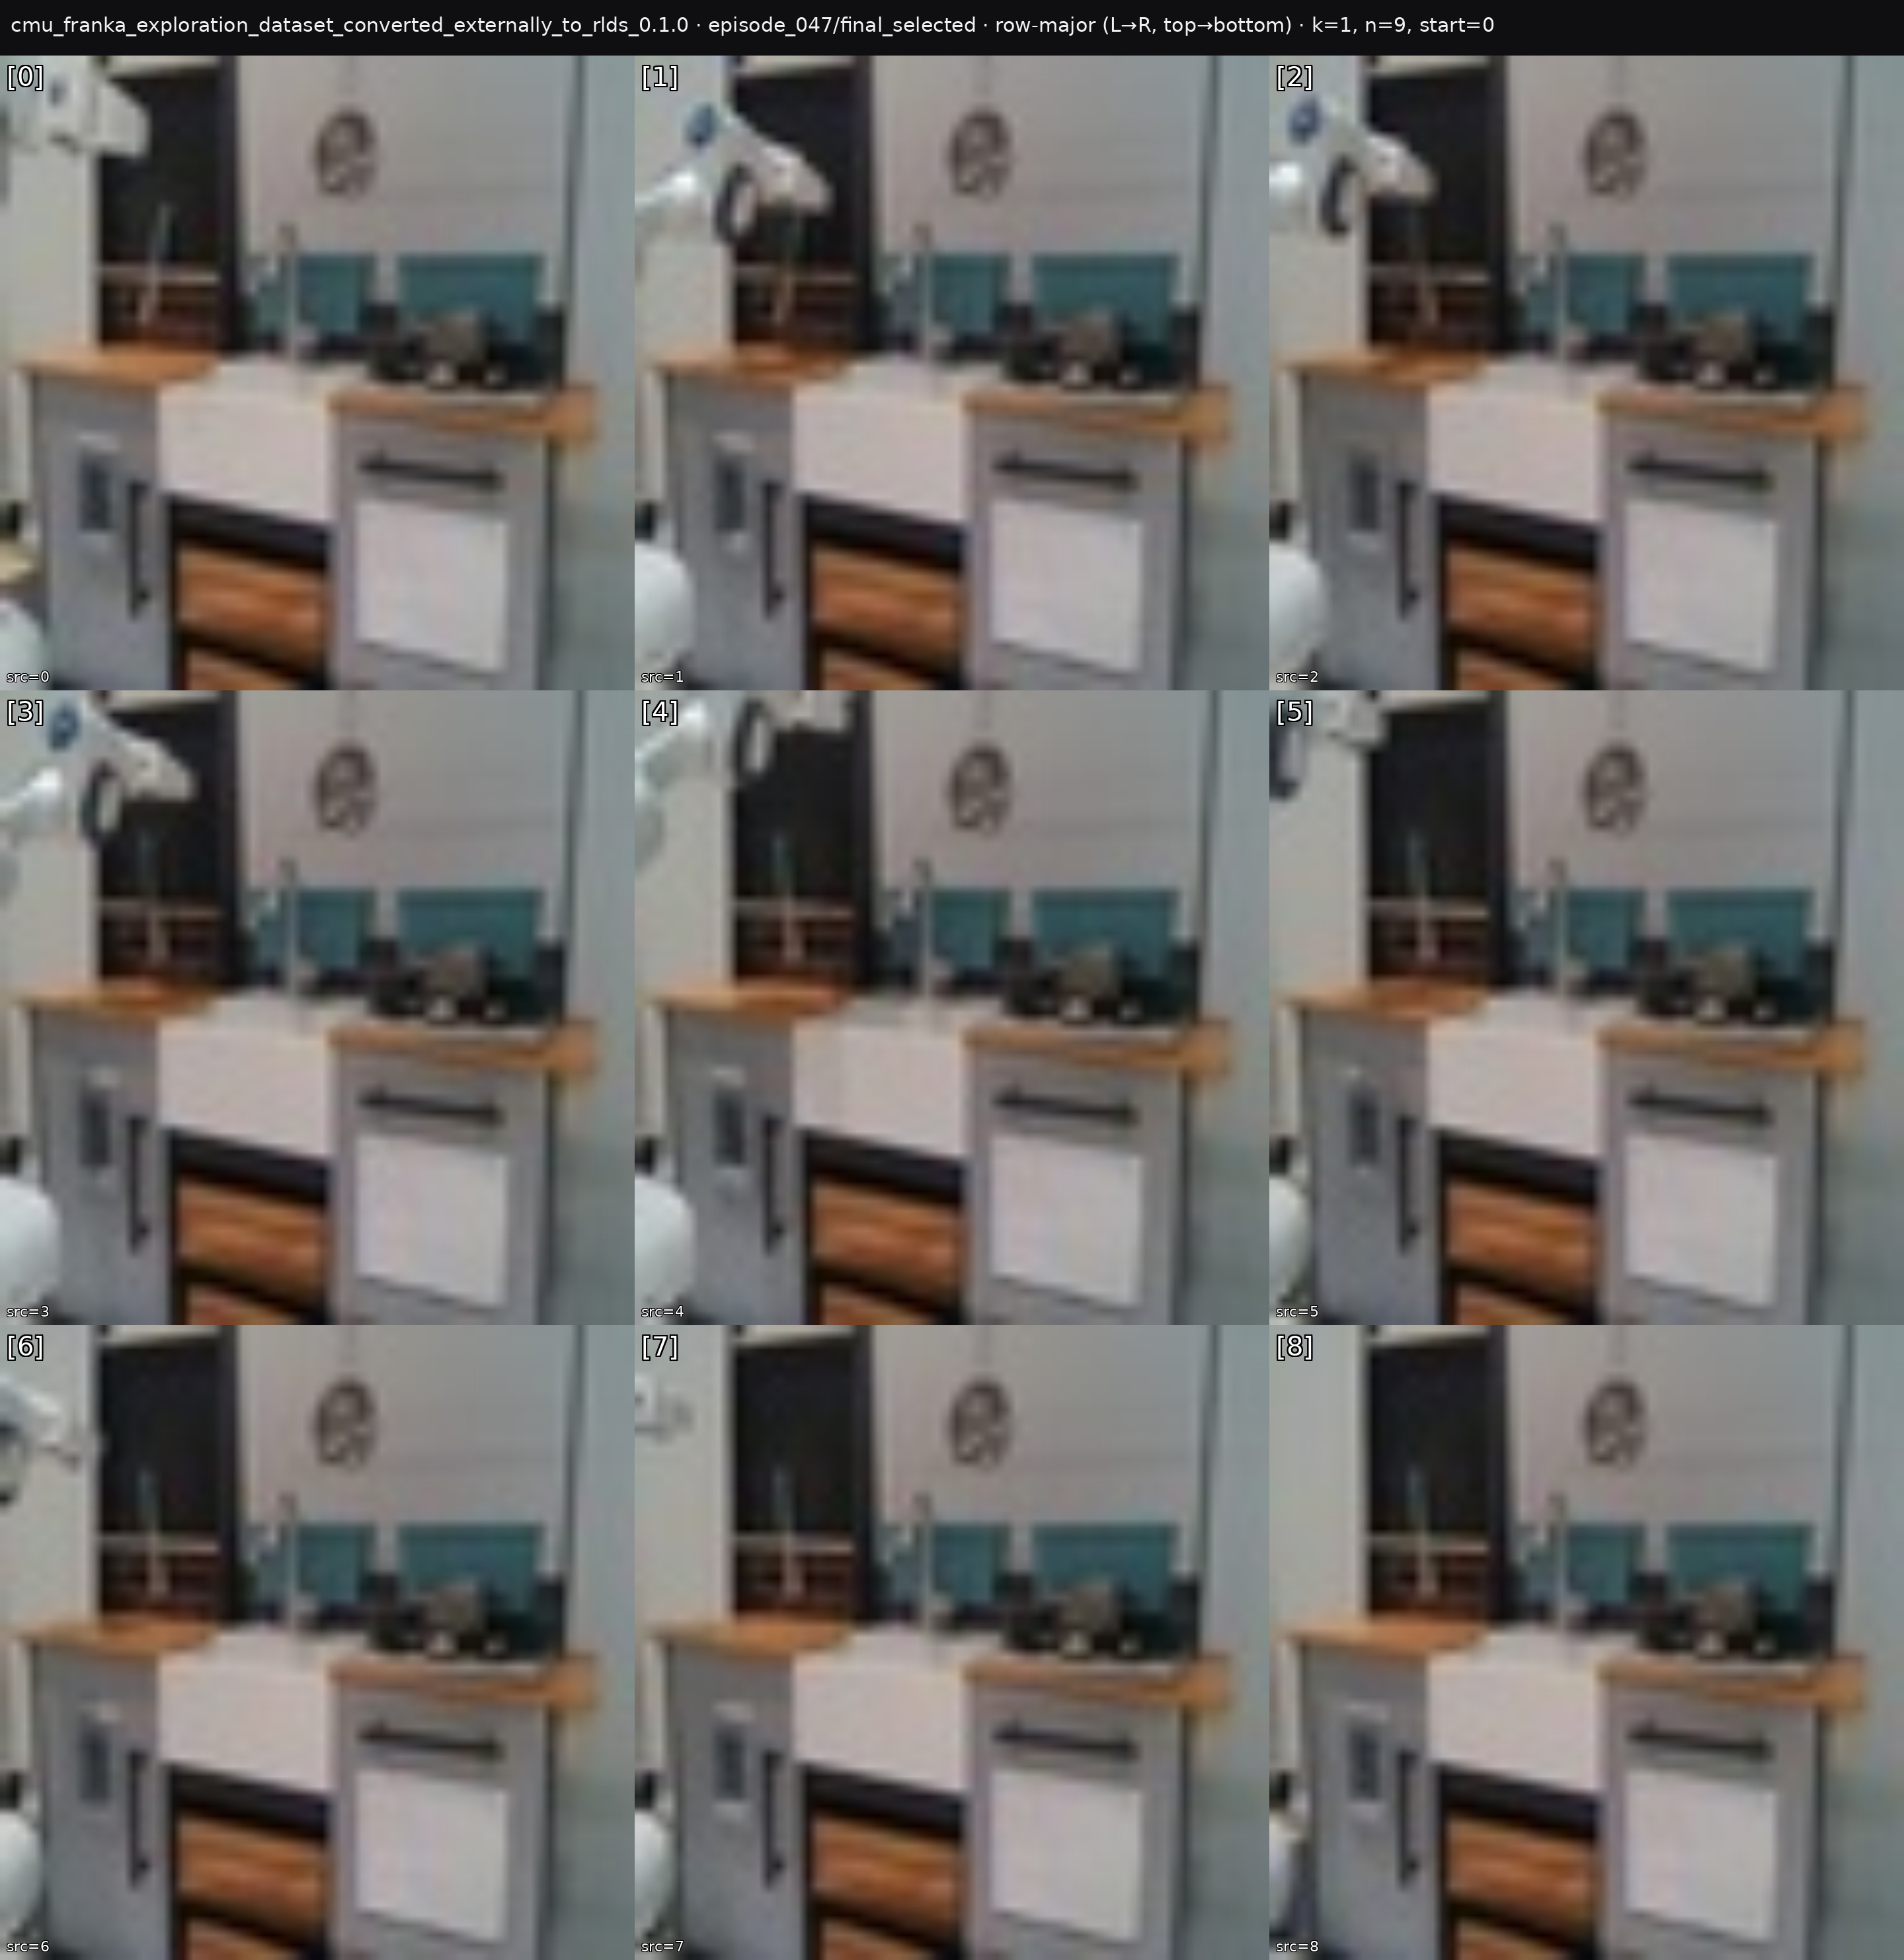 cmu_franka_exploration_dataset_converted_externally_to_rlds_0.1.0 · episode_047/final_selected · row-major (L→R, top→bottom) · k=1, n=9, start=0
[0]
[1]
[2]
src=0
src=1
src=2
[3]
[4]
[5]
src=3
src=4
src=5
[6]
[7]
[8]
src=6
src=7
src=8